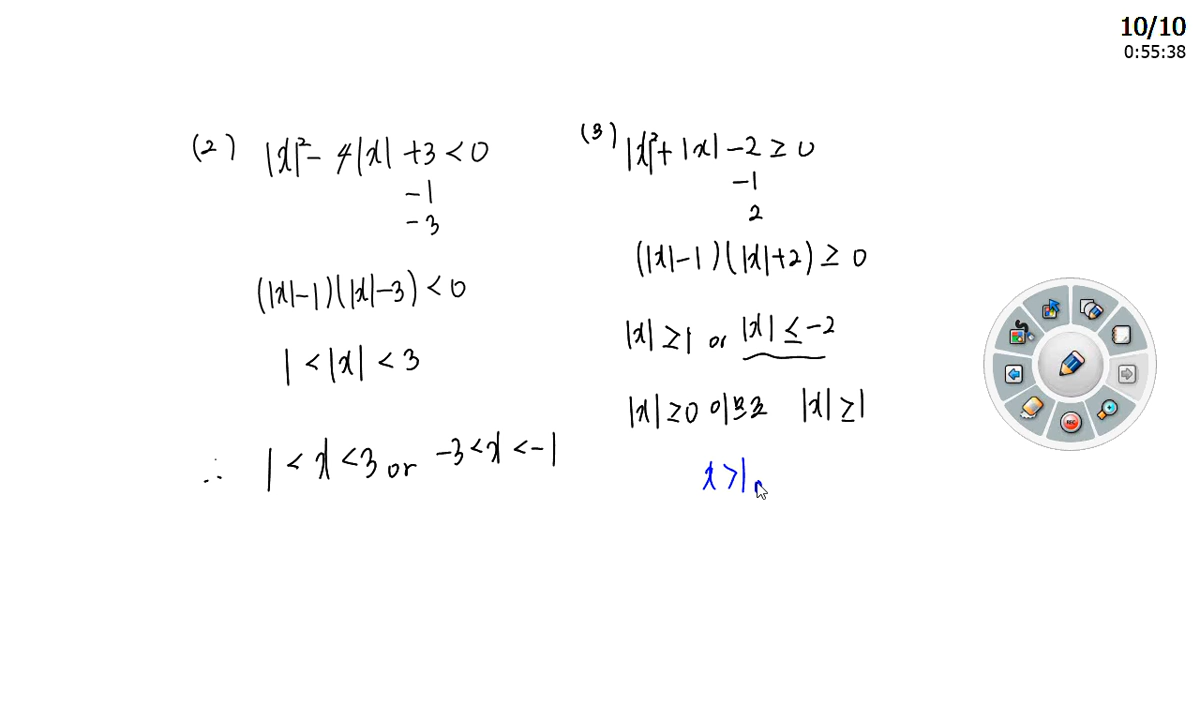 10/10
0:55:38
(2) |x|² - 4|x| + 3 < 0
-1
-3
(|x|-1)(|x|-3) < 0
1 < |x| < 3
∴ 1 < x < 3 or -3 < x < -1
(3) |x|² + |x| - 2 ≥ 0
-1
2
(|x|-1)(|x|+2) ≥ 0
|x| ≥ 1 or |x| ≤ -2
|x| ≥ 0 이므로 |x| ≥ 1
x > 1
REC